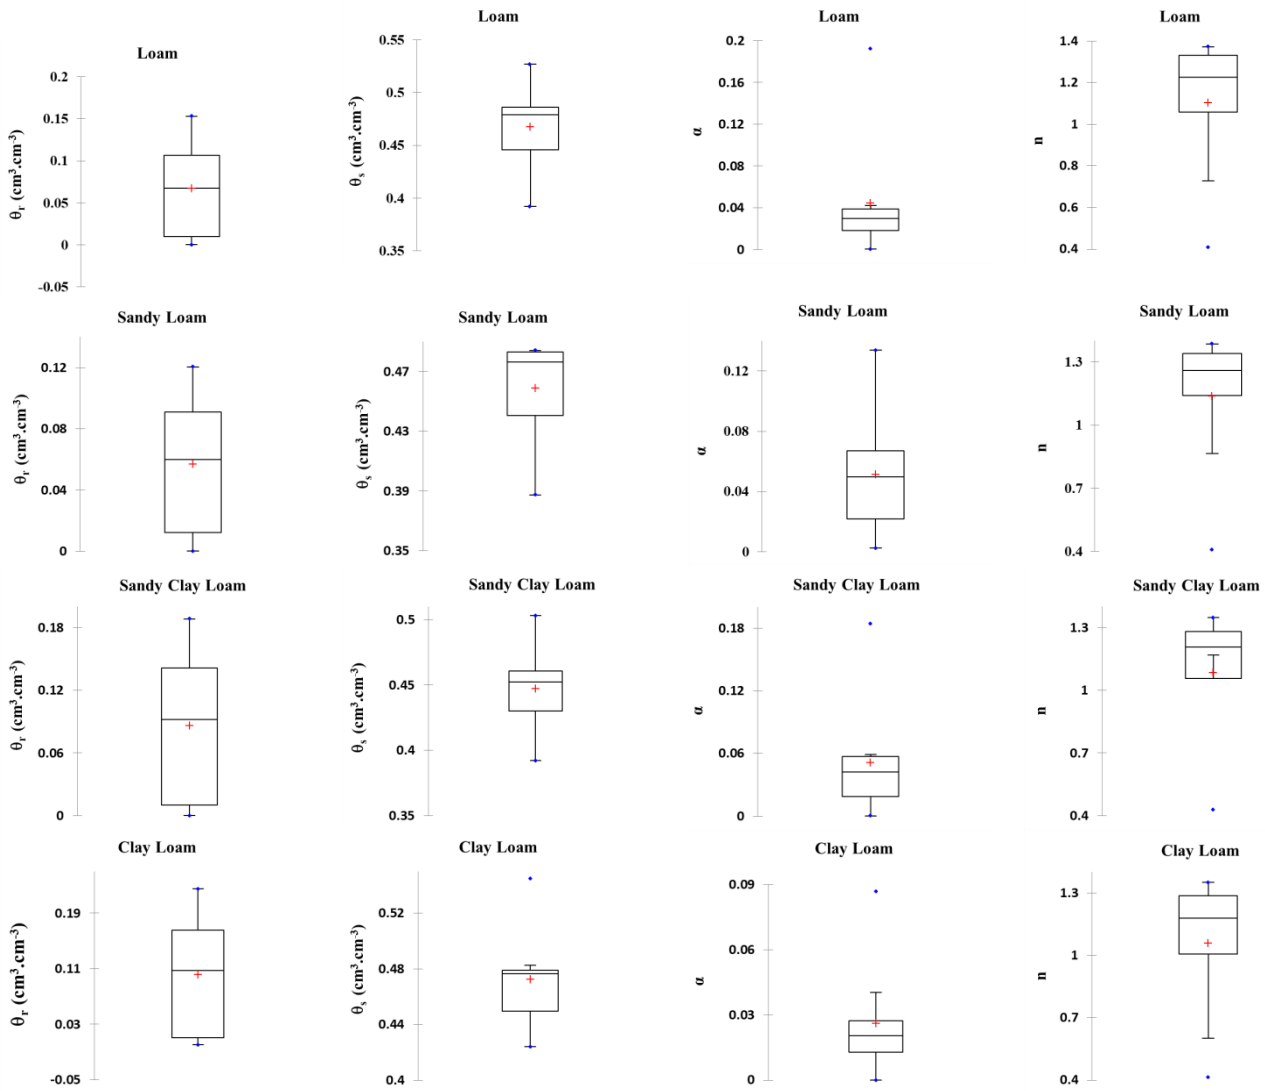 Loam
0.2
0.15
0.1
0.05
0
-0.05
θr (cm³.cm⁻³)
Loam
0.55
0.5
0.45
0.4
0.35
θs (cm³.cm⁻³)
Loam
0.2
0.16
0.12
0.08
0.04
0
α
Loam
1.4
1.2
1
0.8
0.6
0.4
n
Sandy Loam
0.12
0.08
0.04
0
θr (cm³.cm⁻³)
Sandy Loam
0.47
0.43
0.39
0.35
θs (cm³.cm⁻³)
Sandy Loam
0.12
0.08
0.04
0
α
Sandy Loam
1.3
1
0.7
0.4
n
Sandy Clay Loam
0.18
0.12
0.06
0
θr (cm³.cm⁻³)
Sandy Clay Loam
0.5
0.45
0.4
0.35
θs (cm³.cm⁻³)
Sandy Clay Loam
0.18
0.12
0.06
0
α
Sandy Clay Loam
1.3
1
0.7
0.4
n
Clay Loam
0.19
0.11
0.03
-0.05
θr (cm³.cm⁻³)
Clay Loam
0.52
0.48
0.44
0.4
θs (cm³.cm⁻³)
Clay Loam
0.09
0.06
0.03
0
α
Clay Loam
1.3
1
0.7
0.4
n